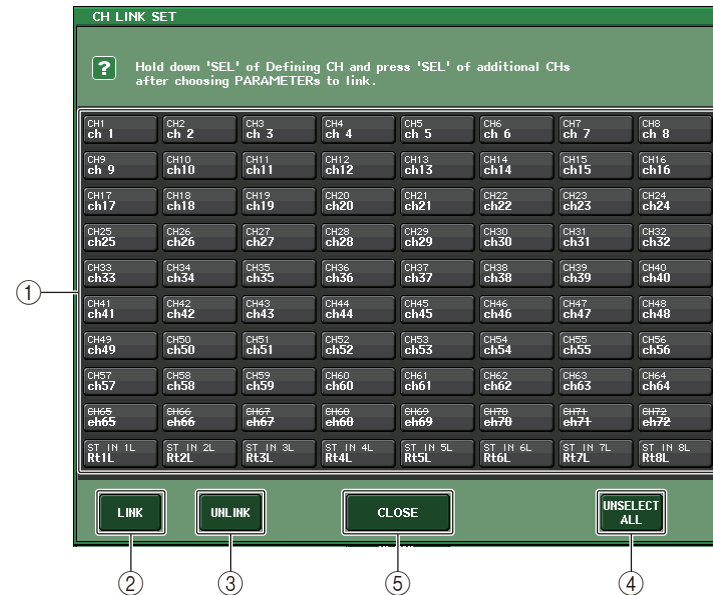 CH LINK SET
?
Hold down 'SEL' of Defining CH and press 'SEL' of additional CHs
after choosing PARAMETERs to link.
CH1 CH2 CH3 CH4 CH5 CH6 CH7 CH8
ch 1 ch 2 ch 3 ch 4 ch 5 ch 6 ch 7 ch 8
CH9 CH10 CH11 CH12 CH13 CH14 CH15 CH16
ch 9 ch10 ch11 ch12 ch13 ch14 ch15 ch16
CH17 CH18 CH19 CH20 CH21 CH22 CH23 CH24
ch17 ch18 ch19 ch20 ch21 ch22 ch23 ch24
CH25 CH26 CH27 CH28 CH29 CH30 CH31 CH32
ch25 ch26 ch27 ch28 ch29 ch30 ch31 ch32
CH33 CH34 CH35 CH36 CH37 CH38 CH39 CH40
ch33 ch34 ch35 ch36 ch37 ch38 ch39 ch40
CH41 CH42 CH43 CH44 CH45 CH46 CH47 CH48
ch41 ch42 ch43 ch44 ch45 ch46 ch47 ch48
CH49 CH50 CH51 CH52 CH53 CH54 CH55 CH56
ch49 ch50 ch51 ch52 ch53 ch54 ch55 ch56
CH57 CH58 CH59 CH60 CH61 CH62 CH63 CH64
ch57 ch58 ch59 ch60 ch61 ch62 ch63 ch64
CH65 CH66 CH67 CH68 CH69 CH70 CH71 CH72
ch65 ch66 ch67 ch68 ch69 ch70 ch71 ch72
ST IN 1L ST IN 2L ST IN 3L ST IN 4L ST IN 5L ST IN 6L ST IN 7L ST IN 8L
Rt1L Rt2L Rt3L Rt4L Rt5L Rt6L Rt7L Rt8L
①
LINK UNLINK CLOSE UNSELECT
ALL
② ③ ⑤ ④